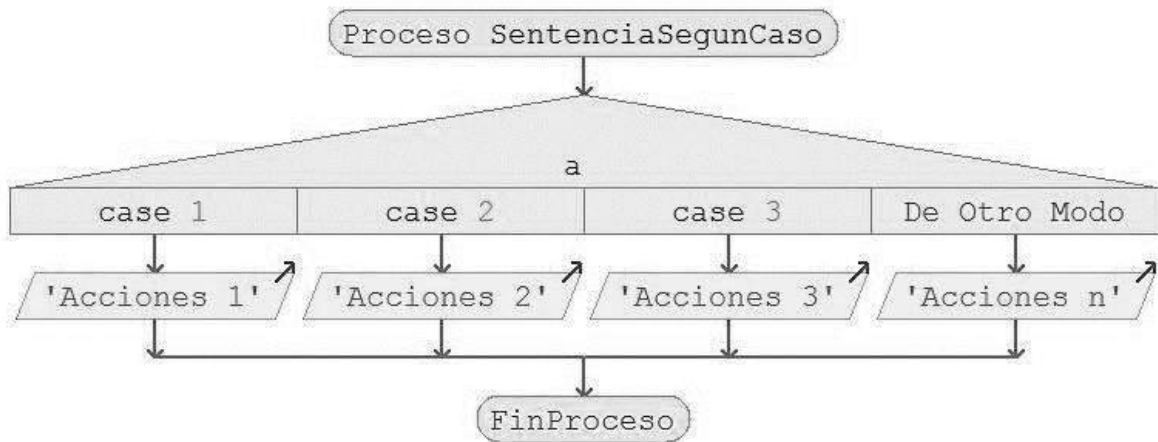 Proceso SentenciaSegunCaso
a
case 1 case 2 case 3 De Otro Modo
'Acciones 1' 'Acciones 2' 'Acciones 3' 'Acciones n'
FinProceso